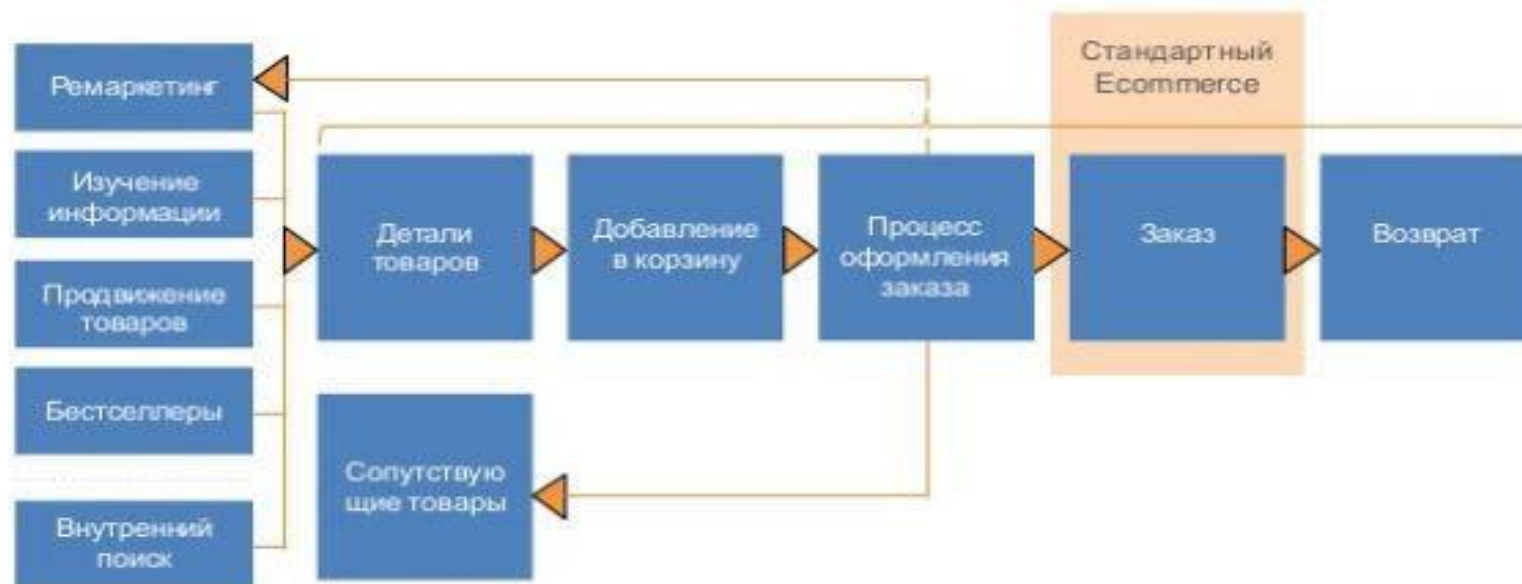 Стандартный
Ecommerce
Ремаркетинг
Изучение
информации
Продвижение
товаров
Бестселлеры
Внутренний
поиск
Детали
товаров
Добавление
в корзину
Процесс
оформления
заказа
Заказ
Возврат
Сопутствую
щие товары